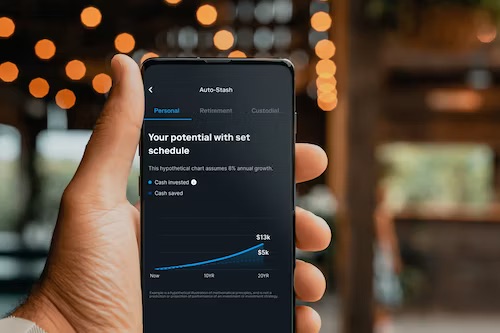 Auto-Stash
Personal Retirement Custodial
Your potential with set
schedule
This hypothetical chart assumes 8% annual growth.
Cash invested
Cash saved
$13k
$5k
Now 10YR 20YR